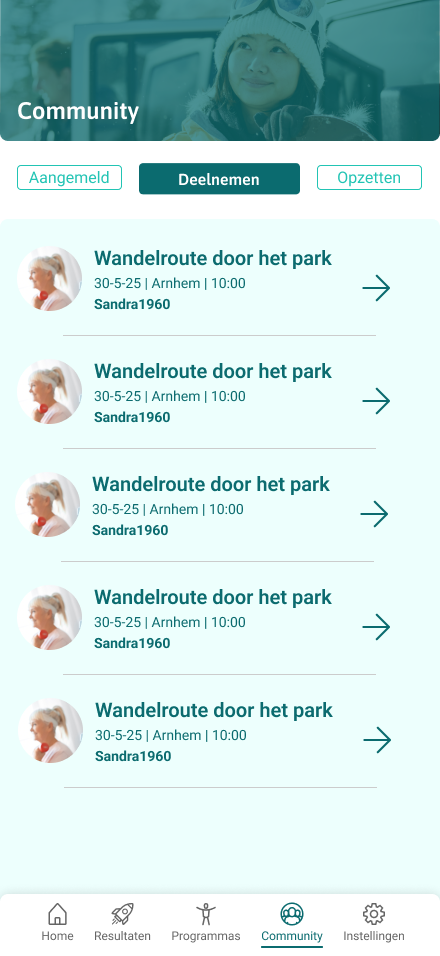 Community
Aangemeld
Deelnemen
Opzetten
Wandelroute door het park
30-5-25 | Arnhem | 10:00
Sandra1960
Wandelroute door het park
30-5-25 | Arnhem | 10:00
Sandra1960
Wandelroute door het park
30-5-25 | Arnhem | 10:00
Sandra1960
Wandelroute door het park
30-5-25 | Arnhem | 10:00
Sandra1960
Wandelroute door het park
30-5-25 | Arnhem | 10:00
Sandra1960
Home
Resultaten
Programmas
Community
Instellingen